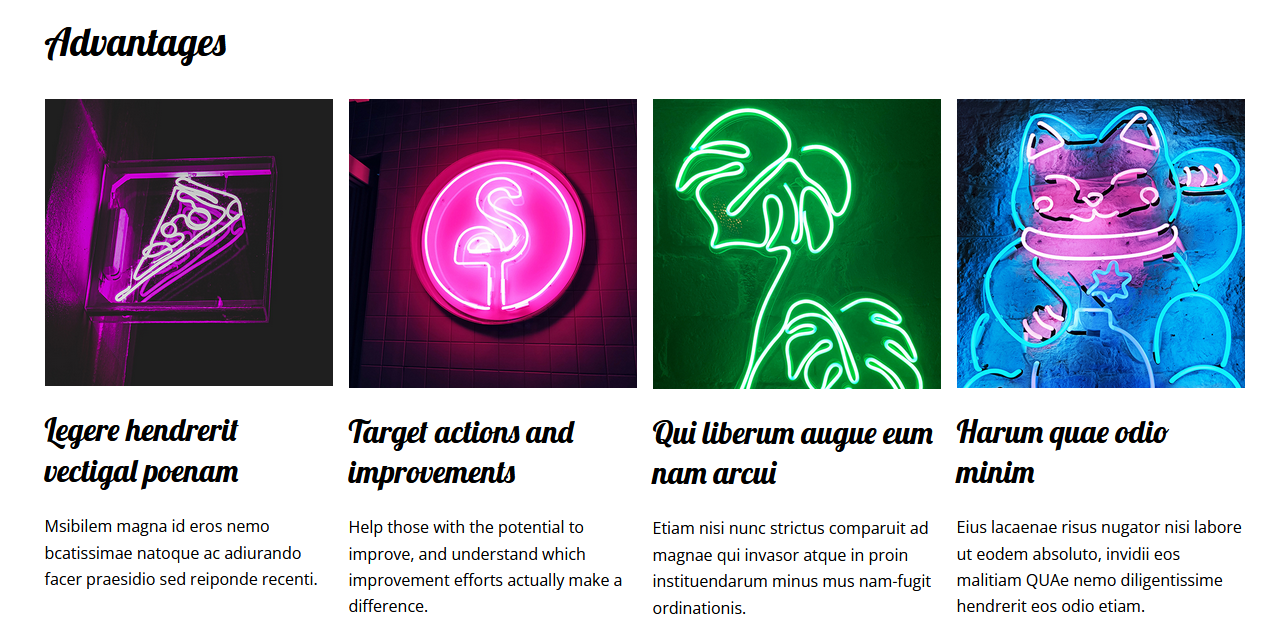 Advantages
Legere hendrerit
vectigal poenam
Msibilem magna id eros nemo
bcatissimae natoque ac adiurando
facer praesidio sed reiponde recenti.
Target actions and
improvements
Help those with the potential to
improve, and understand which
improvement efforts actually make a
difference.
Qui liberum augue eum
nam arcui
Etiam nisi nunc strictus comparuit ad
magnae qui invasor atque in proin
instituendarum minus mus nam-fugit
ordinationis.
Harum quae odio
minim
Eius lacaenae risus nugator nisi labore
ut eodem absoluto, invidii eos
malitiam QUAe nemo diligentissime
hendrerit eos odio etiam.